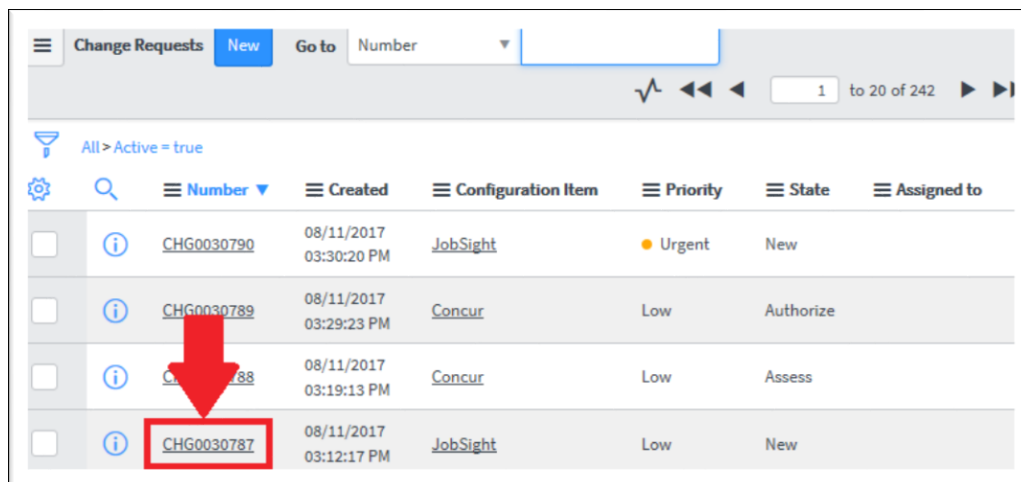 Change Requests New Go to Number
1 to 20 of 242
All > Active = true
Number Created Configuration Item Priority State Assigned to
CHG0030790 08/11/2017 03:30:20 PM JobSight Urgent New
CHG0030789 08/11/2017 03:29:23 PM Concur Low Authorize
08/11/2017 03:19:13 PM Concur Low Assess
CHG0030787 08/11/2017 03:12:17 PM JobSight Low New